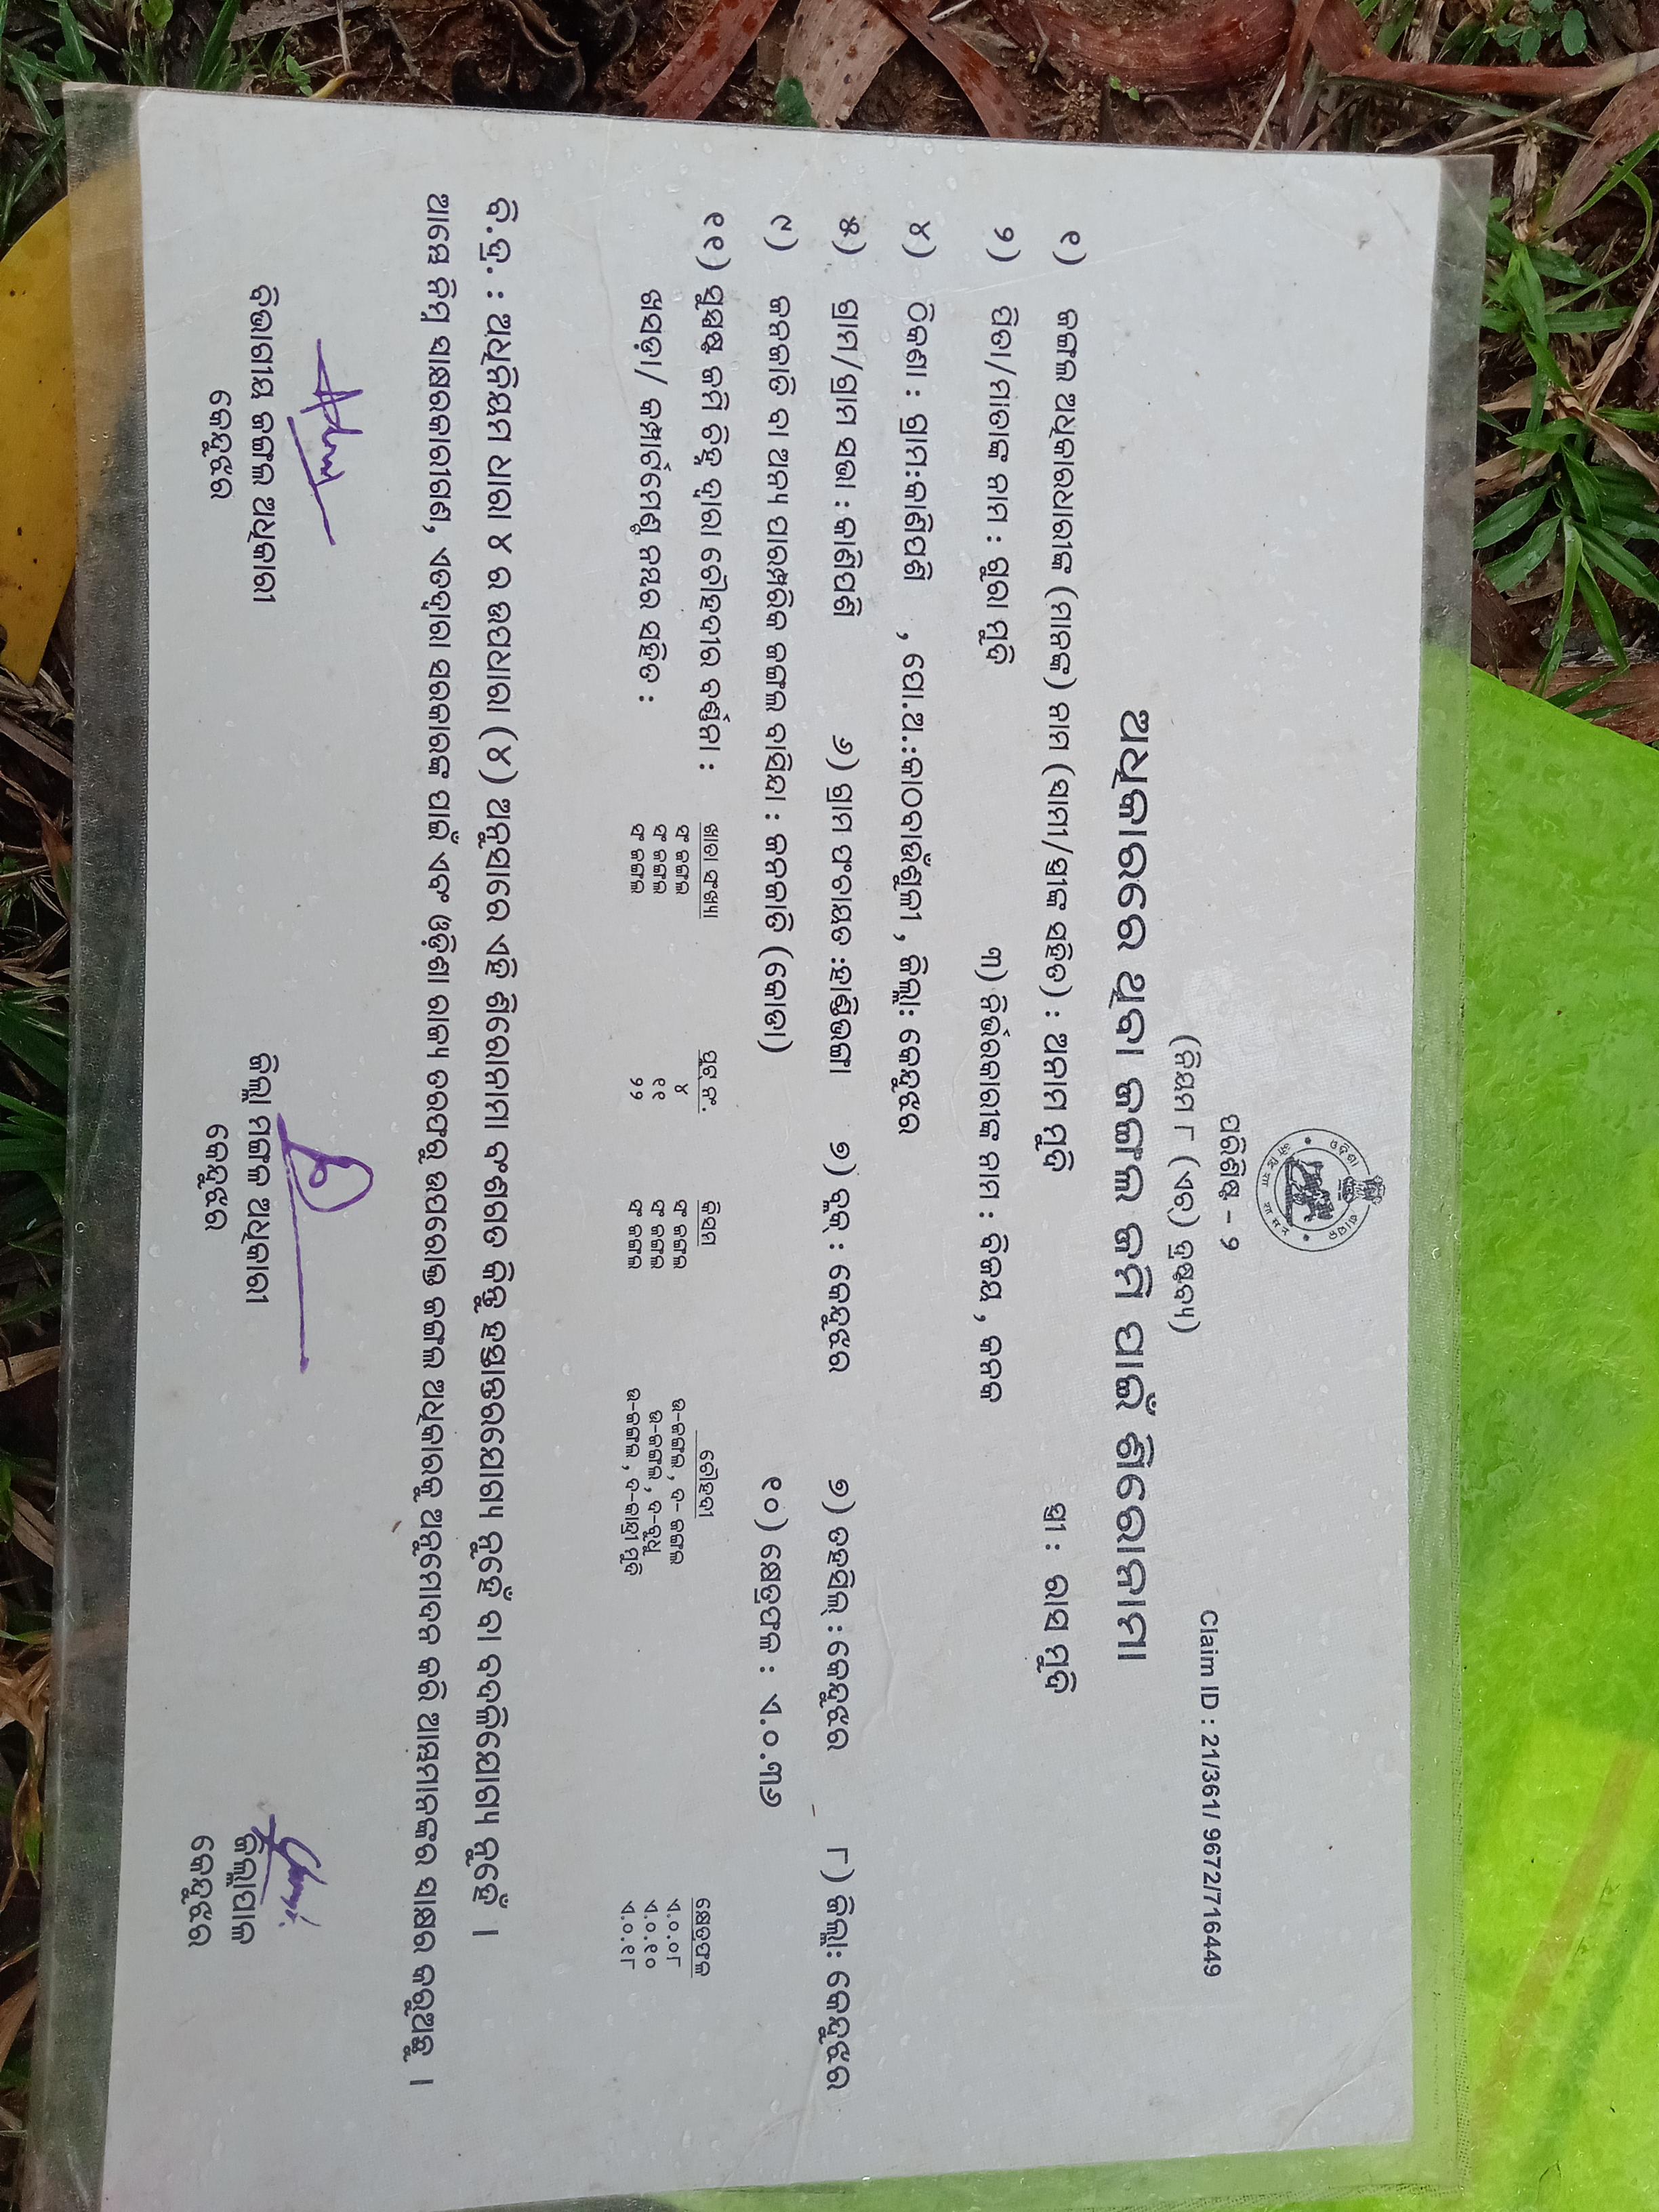 ପରିଶିଷ୍ଟ - ୨
Claim ID : 21/361/ 9672/716449
(ନିୟମ ୮ (ଏଚ୍) ଦ୍ରଷ୍ଟବ୍ୟ)
ଅଧିକାରରେ ଥିବା ଜଙ୍ଗଲ ଜମି ପାଇଁ ଶିରୋନାମା
୧) ଜଙ୍ଗଲ ଅଧିକାରଧାରୀଙ୍କ (ମାନଙ୍କ) ନାମ (ସ୍ୱାମୀ/ସ୍ତ୍ରୀଙ୍କ ସହିତ) : ଅନାମ ମୁଚି ସ୍ତ୍ରୀ : ରାସ ମୁଚି
୨) ପିତା/ମାତାଙ୍କ ନାମ : ସୁରା ମୁଚି ୩) ନିର୍ଭରକାରୀଙ୍କ ନାମ : ବିଜୟ , ଜନକ
୪) ଠିକଣା : ଗ୍ରାମ:କାଶିଘଣ୍ଟି , ପୋ.ଅ.:କାଠବାଉଁଶୁଳୀ , ଜିଲ୍ଲା: କେନ୍ଦୁଝର
୫) ଗ୍ରାମ/ଗ୍ରାମ ସଭା : କାଶିଘଣ୍ଟି ୬) ଗ୍ରାମ ପଂଚାୟତ : ୭) ବ୍ଲକ୍ : କେନ୍ଦୁଝର ୭) ତହସିଲ୍ : କେନ୍ଦୁଝର ୮) ଜିଲ୍ଲା: କେନ୍ଦୁଝର
୯) ଜନଜାତି ବା ଅନ୍ୟ ପାରମ୍ପରିକ ଜଙ୍ଗଲ ବାସିନ୍ଦା : ଜନଜାତି (କୋହ୍ଲା) ୧୦) କ୍ଷେତ୍ରଫଳ : ଏ.୦.୩୬
୧୧) ସୁସ୍ପଷ୍ଟ ଜମି ଚିହ୍ନ ଦ୍ୱାରା ଚୌହଦ୍ଦୀର ବର୍ଣ୍ଣନା : ଖାତା ସଂଖ୍ୟା ପ୍ଲଟ୍ ନଂ. କିସମ ଚୌହଦ୍ଦୀ କ୍ଷେତ୍ରଫଳ
ସଂ ଜଙ୍ଗଲ ୪ ସଂ ଜଙ୍ଗଲ ଉ-ଜଙ୍ଗଲ , ଦ- ଜଙ୍ଗଲ ଏ.୦.୦୮
ଖସଡ଼ା/ କମ୍ପାର୍ଟମେଣ୍ଟ ନମ୍ବର ସହିତ : ସଂ ଜଙ୍ଗଲ ୧୧ ସଂ ଜଙ୍ଗଲ ଉ-ଜଙ୍ଗଲ , ଦ- ଏ.୦.୧୦
ସଂ ଜଙ୍ଗଲ ୨୨ ସଂ ଜଙ୍ଗଲ ଉ-ଜଙ୍ଗଲ , ଦ- ମୁଚି ଏ.୦.୧୮
ବି.ଦ୍ର. : ଅଧିନିୟମ ଧାରା ୪ ର ଉପଧାରା (୪) ଅନୁସାରେ ଏହି ଶିରୋନାମା ବଂଶଗତ କିନ୍ତୁ ହସ୍ତାନ୍ତରଯୋଗ୍ୟ ନୁହେଁ ବା ବଦଳିଯୋଗ୍ୟ ନୁହେଁ ।
ଆମେ ନିମ୍ନ ସ୍ୱାକ୍ଷରକାରୀଗଣ, ଏତଦ୍ଦ୍ୱାରା ସରକାରଙ୍କ ପାଇଁ ଏବଂ ଓଡ଼ିଶା ରାଜ୍ୟ ତରଫରୁ ଉପରୋକ୍ତ ଜଙ୍ଗଲ ଅଧିକାରକୁ ଅନୁମୋଦନ କରି ଆମ୍ଭମାନଙ୍କର ସ୍ୱାକ୍ଷର କରୁଅଛୁ ।
ବିଭାଗୀୟ ଜଙ୍ଗଲ ଅଧିକାରୀ ଜିଲ୍ଲା ମଙ୍ଗଳ ଅଧିକାରୀ ଜିଲ୍ଲାପାଳ
କେନ୍ଦୁଝର କେନ୍ଦୁଝର କେନ୍ଦୁଝର